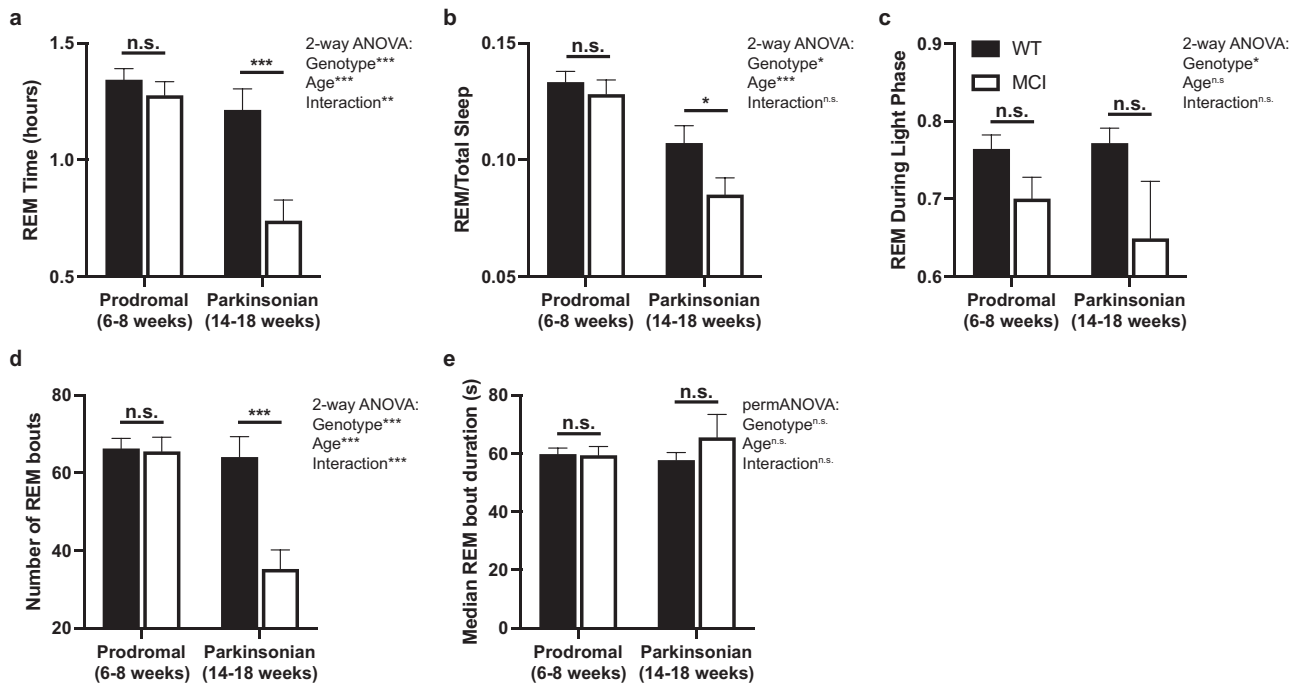 a
n.s.
***
2-way ANOVA:
Genotype***
Age***
Interaction**
REM Time (hours)
1.5
1.0
0.5
Prodromal
(6-8 weeks)
Parkinsonian
(14-18 weeks)
b
n.s.
*
2-way ANOVA:
Genotype*
Age***
Interaction n.s.
REM/Total Sleep
0.15
0.10
0.05
Prodromal
(6-8 weeks)
Parkinsonian
(14-18 weeks)
c
WT
MCI
n.s.
n.s.
2-way ANOVA:
Genotype*
Age n.s
Interaction n.s.
REM During Light Phase
0.9
0.8
0.7
0.6
Prodromal
(6-8 weeks)
Parkinsonian
(14-18 weeks)
d
n.s.
***
2-way ANOVA:
Genotype***
Age***
Interaction***
Number of REM bouts
80
60
40
20
Prodromal
(6-8 weeks)
Parkinsonian
(14-18 weeks)
e
n.s.
n.s.
permANOVA:
Genotype n.s.
Age n.s.
Interaction n.s.
Median REM bout duration (s)
80
60
40
20
0
Prodromal
(6-8 weeks)
Parkinsonian
(14-18 weeks)